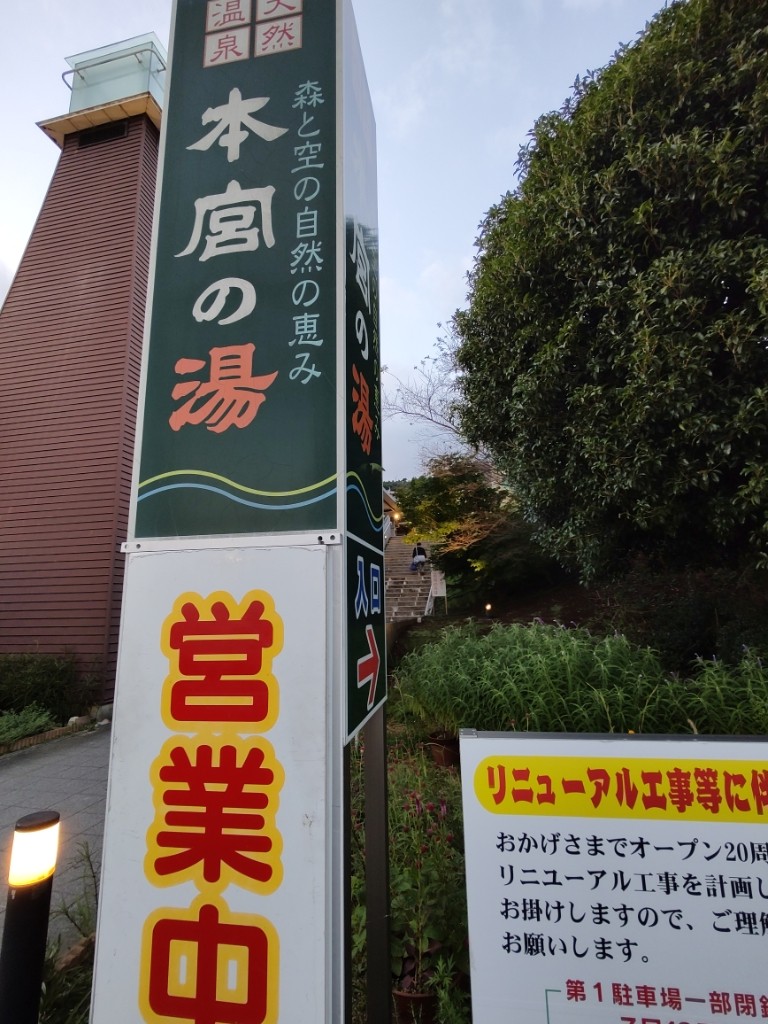 天然
温泉
森と空の自然の恵み
本宮の湯
宮の湯
入口
営業中
リニューアル工事等に
おかげさまでオープン20周
リニューアル工事を計画し
お掛けしますので、ご理解
お願いします。
第1駐車場一部閉鎖